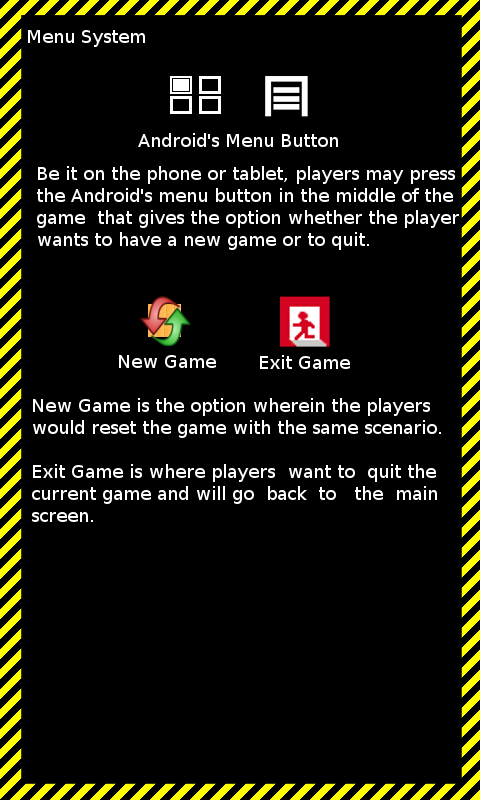 Menu System
Android's Menu Button
Be it on the phone or tablet, players may press
the Android's menu button in the middle of the
game  that gives the option whether the player
wants to have a new game or to quit.
New Game
Exit Game
New Game is the option wherein the players
would reset the game with the same scenario.
Exit Game is where players  want to  quit the
current game and will go  back  to   the  main
screen.